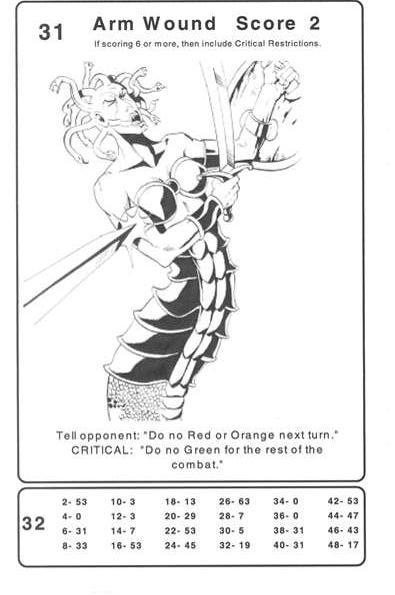 31 Arm Wound Score 2
If scoring 6 or more, then include Critical Restrictions.
Tell opponent: "Do no Red or Orange next turn."
CRITICAL: "Do no Green for the rest of the
combat."
2- 53 10- 3 18- 13 26- 63 34- 0 42- 53
4- 0 12- 3 20- 29 28- 7 36- 0 44- 47
32
6- 31 14- 7 22- 53 30- 5 38- 31 46- 43
8- 33 16- 53 24- 45 32- 19 40- 31 48- 17